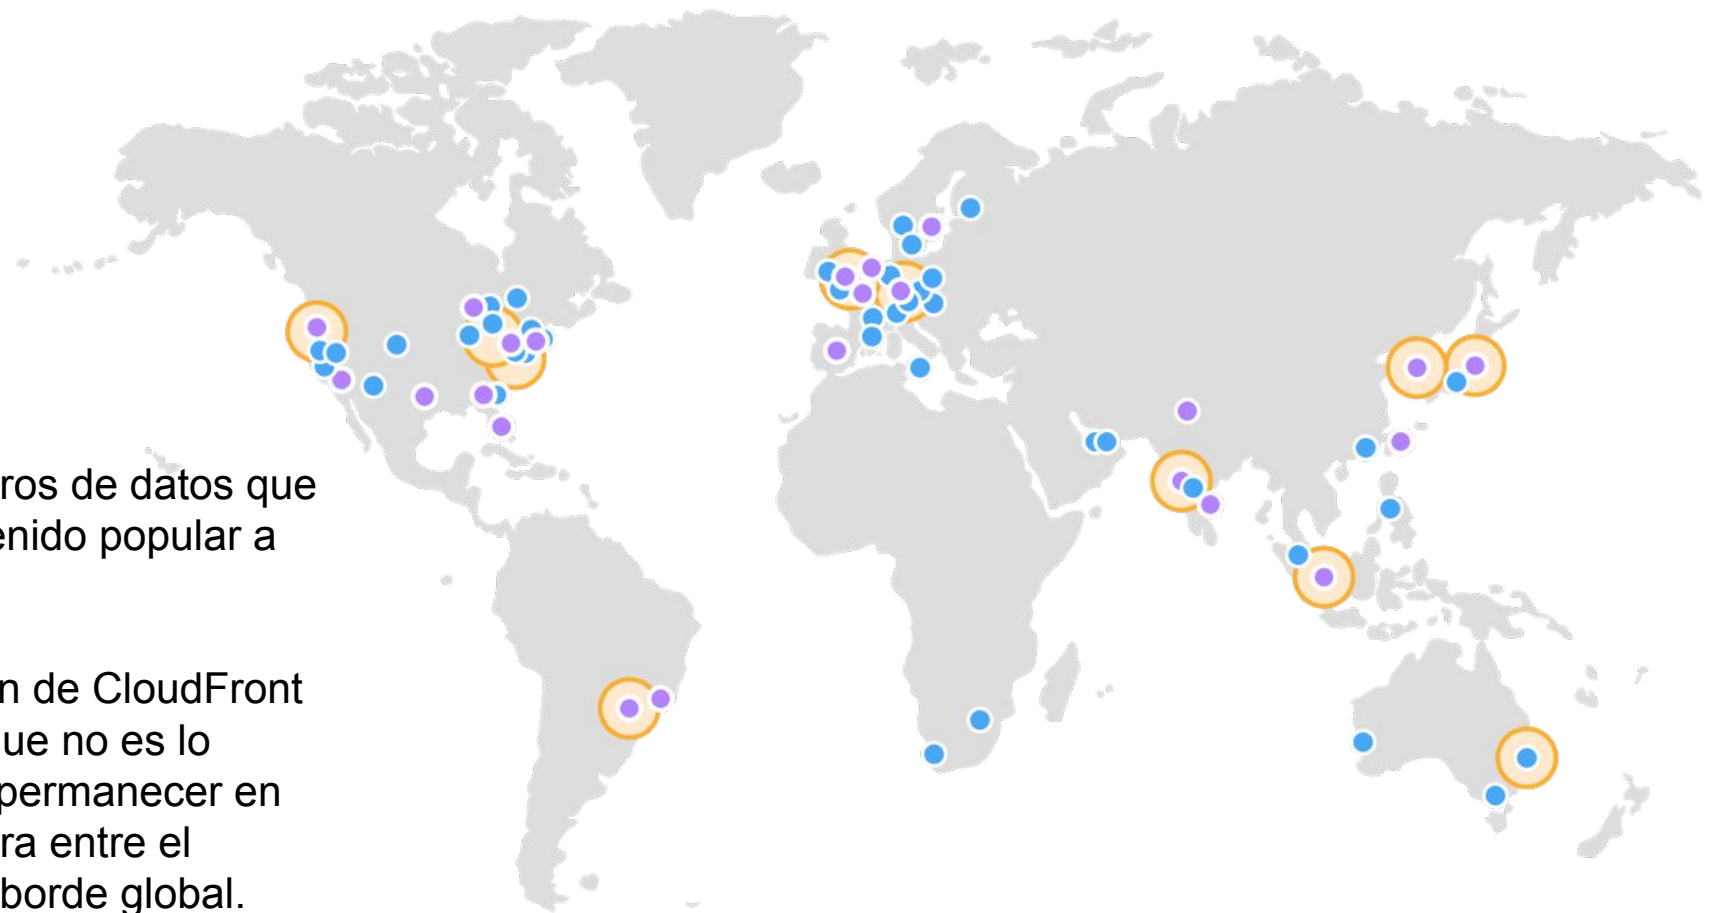 ros de datos que
enido popular a
n de CloudFront
ue no es lo
permanecer en
ra entre el
borde global.